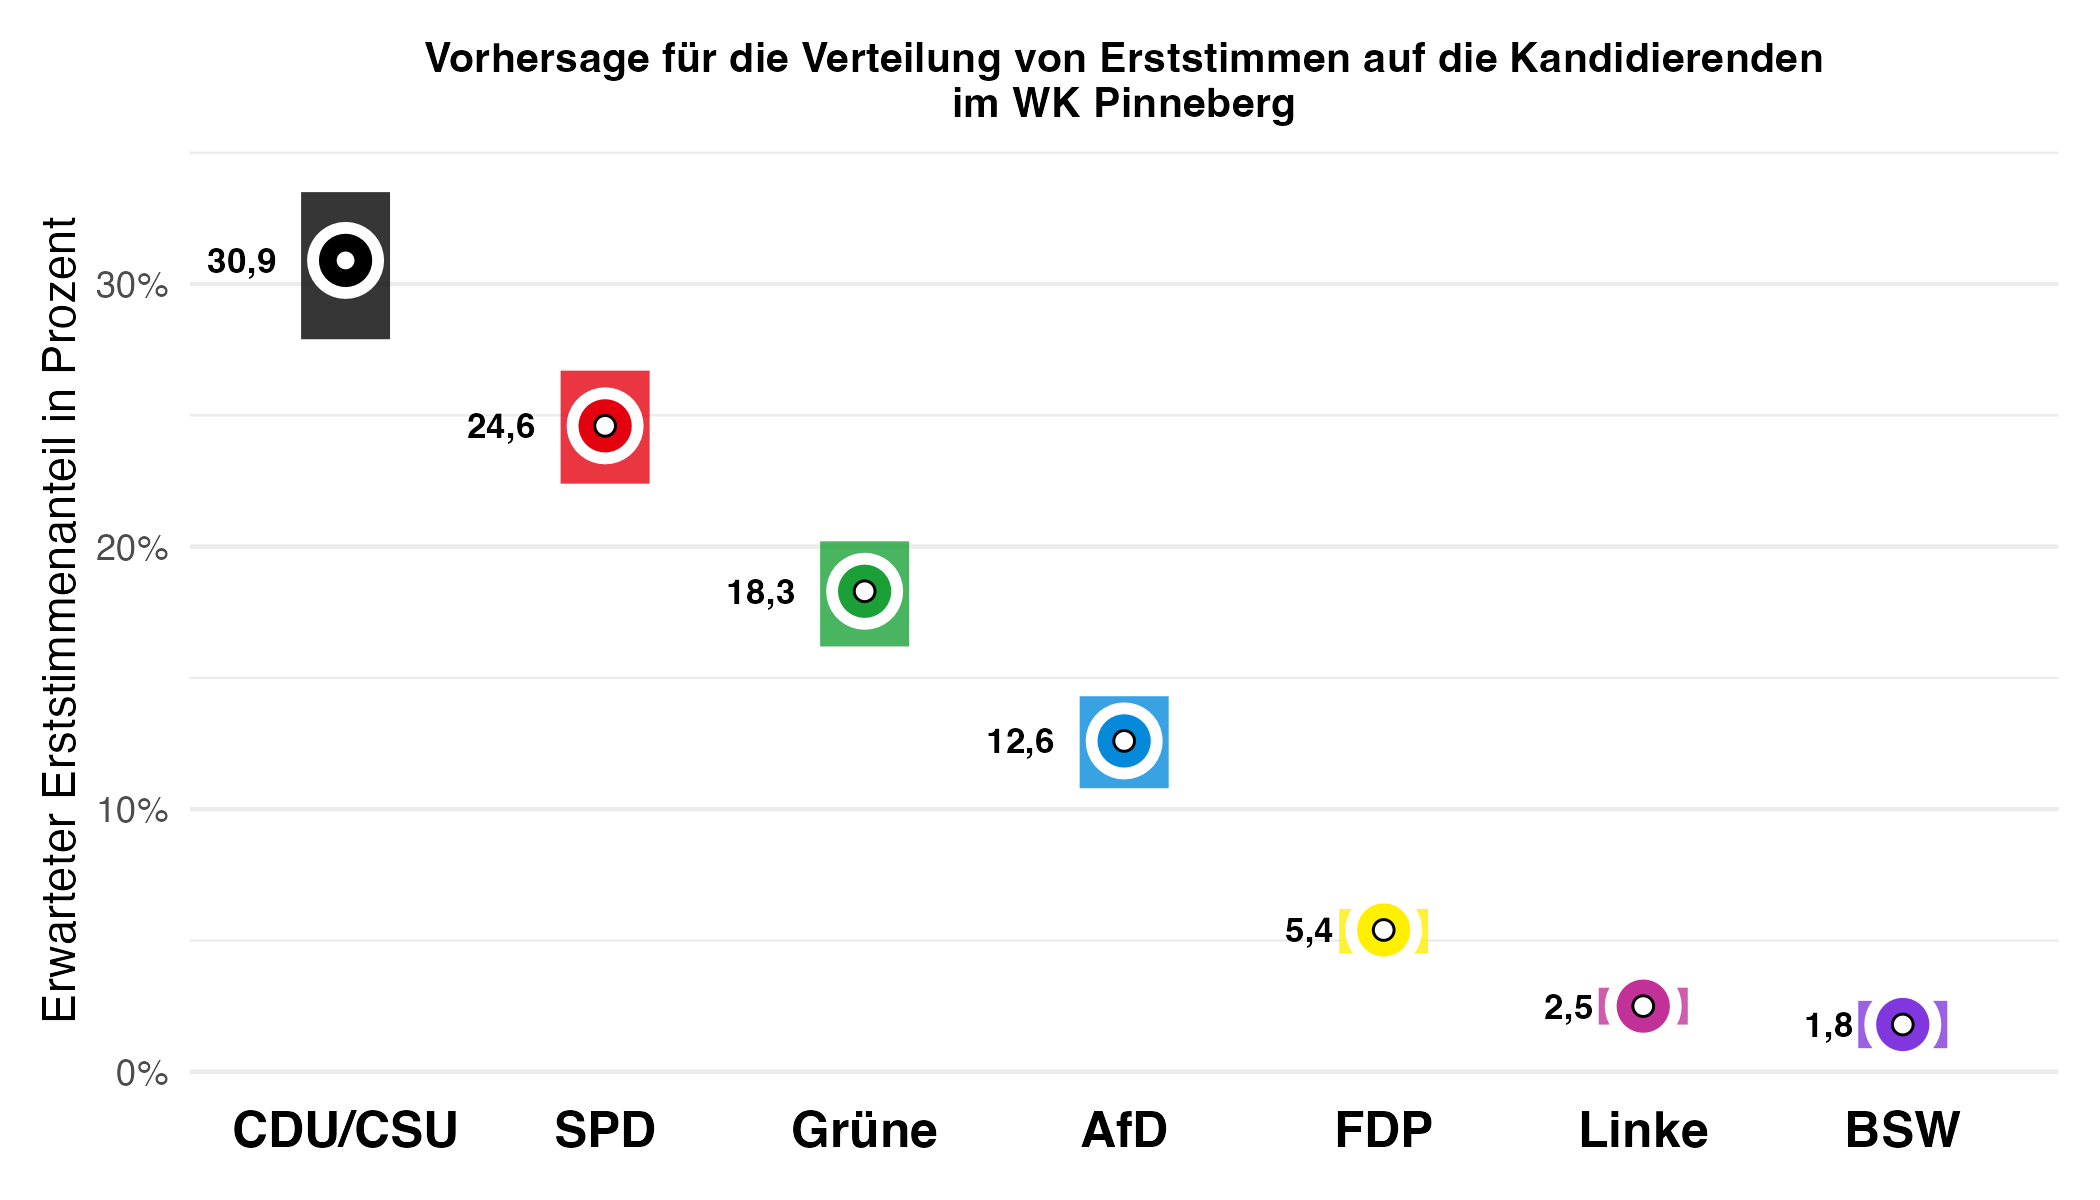 Vorhersage für die Verteilung von Erststimmen auf die Kandidierenden
im WK Pinneberg
Erwarteter Erststimmenanteil in Prozent
30%
20%
10%
0%
30,9
24,6
18,3
12,6
5,4
2,5
1,8
CDU/CSU
SPD
Grüne
AfD
FDP
Linke
BSW